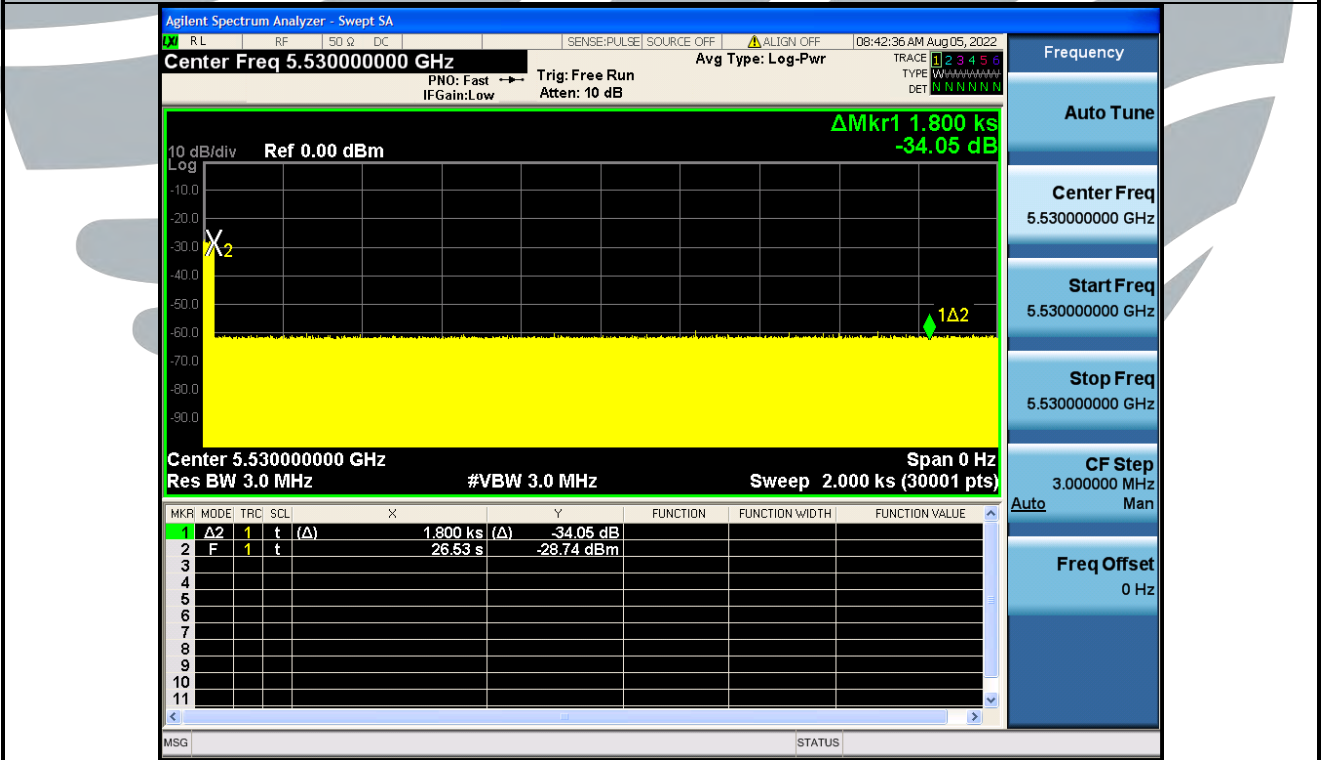 Agilent Spectrum Analyzer - Swept SA
LXI RL RF 50 Ω DC SENSE:PULSE SOURCE OFF ALIGN OFF 08:42:36 AM Aug 05, 2022
Center Freq 5.530000000 GHz
PNO: Fast
IFGain:Low
Trig: Free Run
Atten: 10 dB
Avg Type: Log-Pwr
TRACE 1 2 3 4 5 6
TYPE WWWWWW
DET N N N N N N
ΔMkr1 1.800 ks
-34.05 dB
10 dB/div Ref 0.00 dBm
Log
-10.0
-20.0
-30.0
-40.0
-50.0
-60.0
-70.0
-80.0
-90.0
X2
1Δ2
Center 5.530000000 GHz Span 0 Hz
Res BW 3.0 MHz #VBW 3.0 MHz Sweep 2.000 ks (30001 pts)
MKR MODE TRC SCL X Y FUNCTION FUNCTION WIDTH FUNCTION VALUE
1 Δ2 1 t (Δ) 1.800 ks (Δ) -34.05 dB
2 F 1 t 26.53 s -28.74 dBm
3
4
5
6
7
8
9
10
11
MSG STATUS
Frequency
Auto Tune
Center Freq
5.530000000 GHz
Start Freq
5.530000000 GHz
Stop Freq
5.530000000 GHz
CF Step
3.000000 MHz
Auto Man
Freq Offset
0 Hz